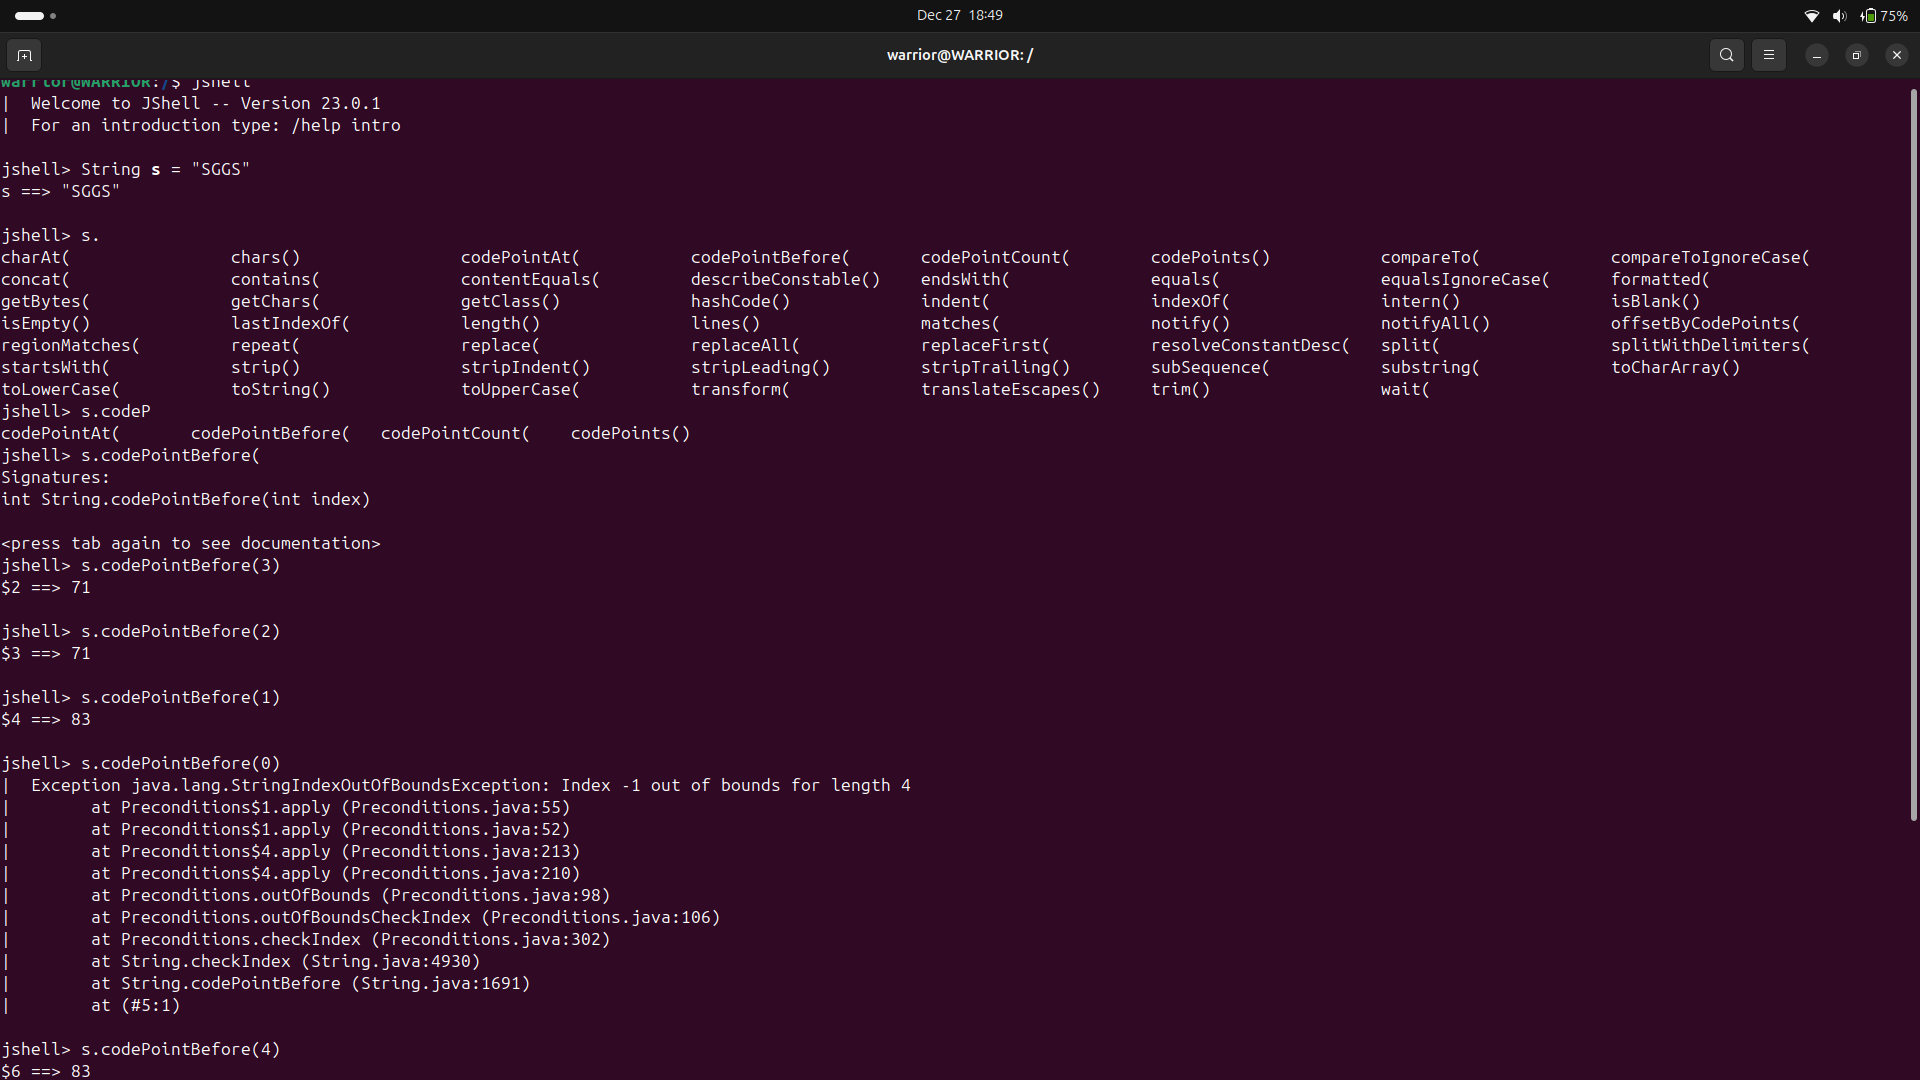 Dec 27 18:49
75%
warrior@WARRIOR: /
warrior@WARRIOR:/$ jshell
| Welcome to JShell -- Version 23.0.1
| For an introduction type: /help intro
jshell> String s = "SGGS"
s ==> "SGGS"
jshell> s.
charAt( chars() codePointAt( codePointBefore( codePointCount( codePoints() compareTo( compareToIgnoreCase(
concat( contains( contentEquals( describeConstable() endsWith( equals( equalsIgnoreCase( formatted(
getBytes( getChars( getClass() hashCode() indent( indexOf( intern() isBlank()
isEmpty() lastIndexOf( length() lines() matches( notify() notifyAll() offsetByCodePoints(
regionMatches( repeat( replace( replaceAll( replaceFirst( resolveConstantDesc( split( splitWithDelimiters(
startsWith( strip() stripIndent() stripLeading() stripTrailing() subSequence( substring( toCharArray()
toLowerCase( toString() toUpperCase( transform( translateEscapes() trim() wait(
jshell> s.codeP
codePointAt( codePointBefore( codePointCount( codePoints()
jshell> s.codePointBefore(
Signatures:
int String.codePointBefore(int index)
<press tab again to see documentation>
jshell> s.codePointBefore(3)
$2 ==> 71
jshell> s.codePointBefore(2)
$3 ==> 71
jshell> s.codePointBefore(1)
$4 ==> 83
jshell> s.codePointBefore(0)
| Exception java.lang.StringIndexOutOfBoundsException: Index -1 out of bounds for length 4
| at Preconditions$1.apply (Preconditions.java:55)
| at Preconditions$1.apply (Preconditions.java:52)
| at Preconditions$4.apply (Preconditions.java:213)
| at Preconditions$4.apply (Preconditions.java:210)
| at Preconditions.outOfBounds (Preconditions.java:98)
| at Preconditions.outOfBoundsCheckIndex (Preconditions.java:106)
| at Preconditions.checkIndex (Preconditions.java:302)
| at String.checkIndex (String.java:4930)
| at String.codePointBefore (String.java:1691)
| at (#5:1)
jshell> s.codePointBefore(4)
$6 ==> 83